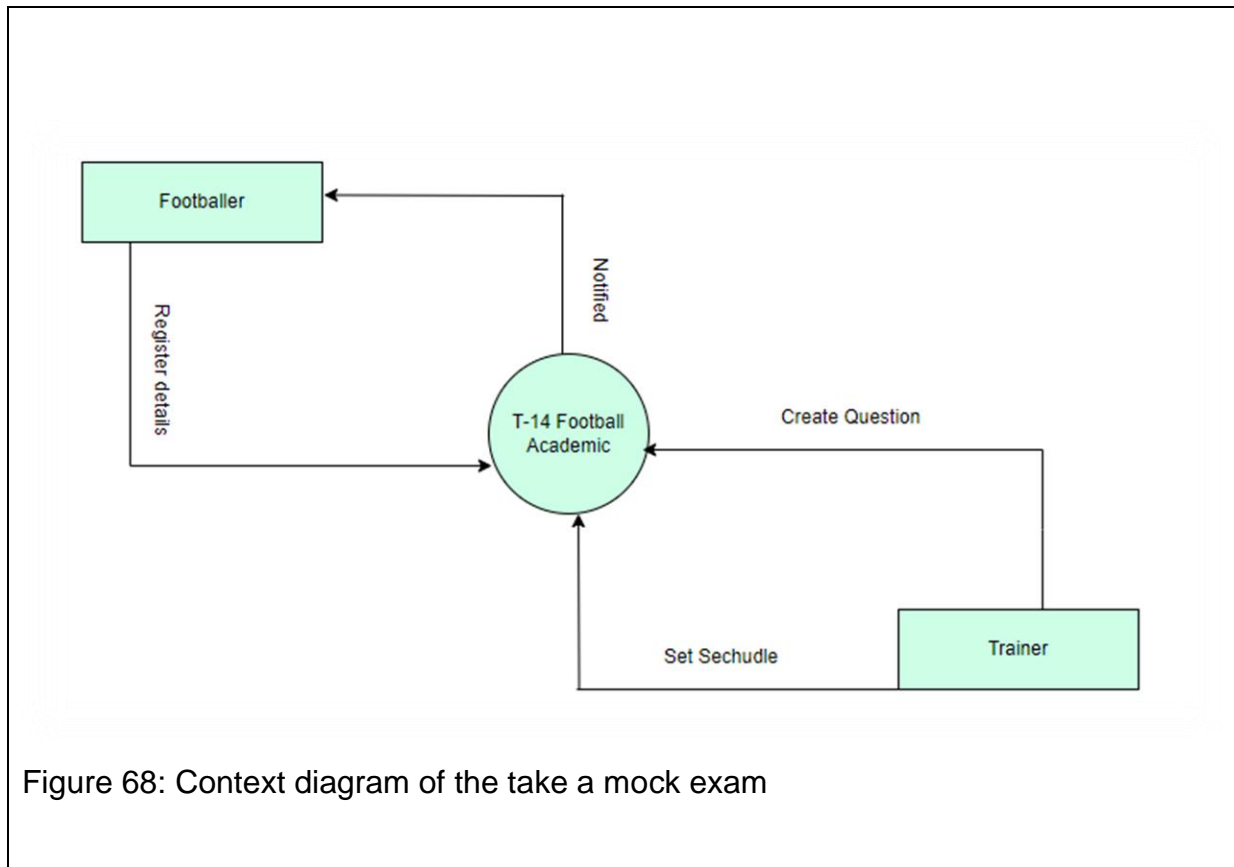 Footballer
Notified
Register details
T-14 Football
Academic
Create Question
Set Sechudle
Trainer
Figure 68: Context diagram of the take a mock exam